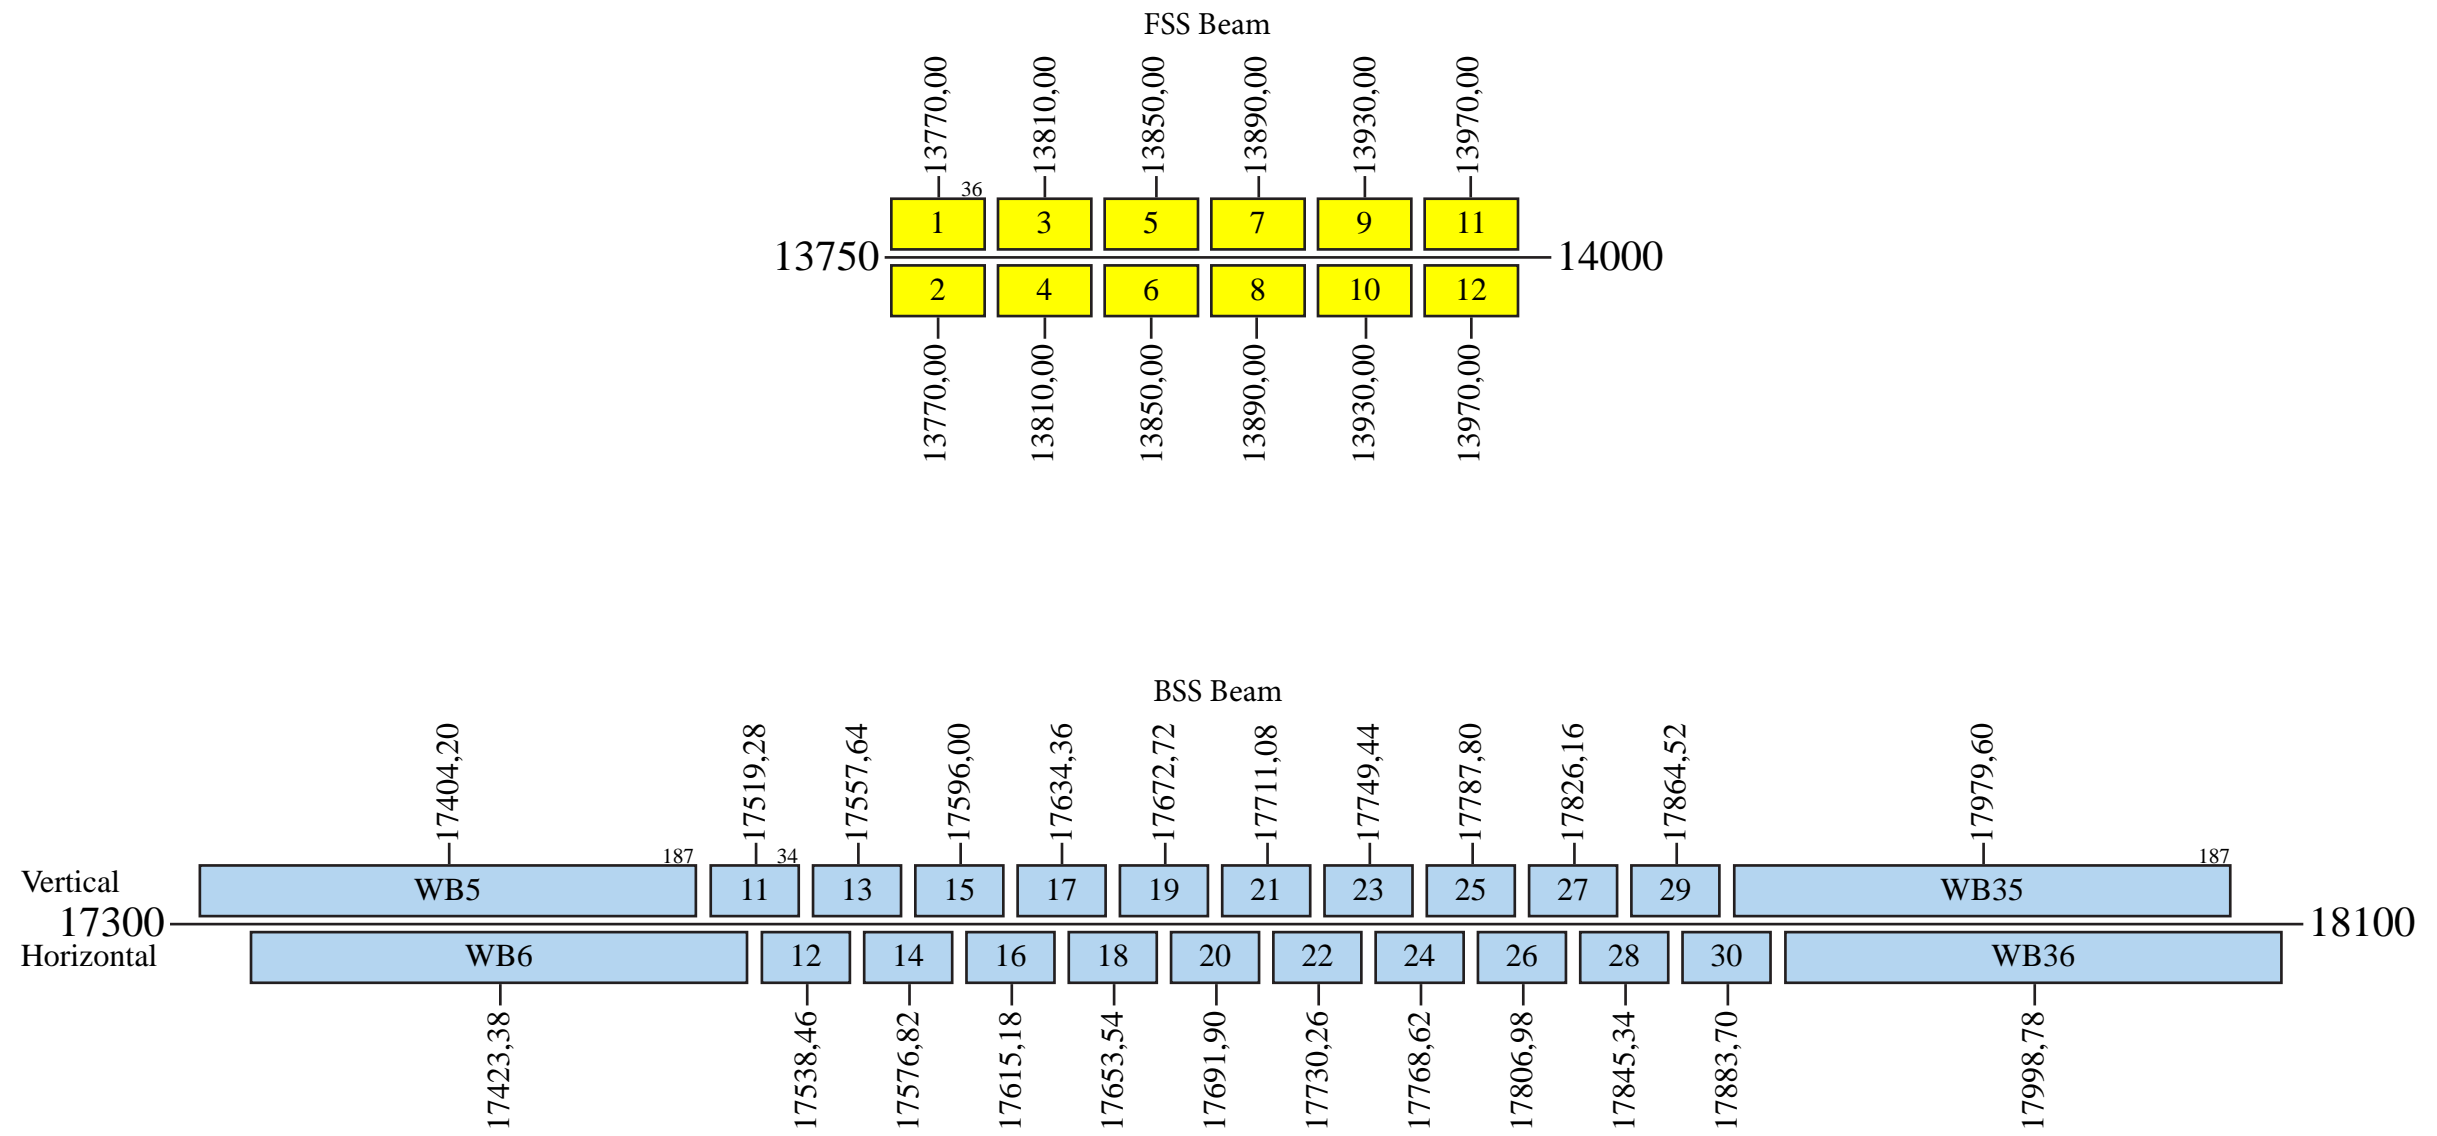 FSS Beam
13770,00 13810,00 13850,00 13890,00 13930,00 13970,00
36
1 3 5 7 9 11
13750 14000
2 4 6 8 10 12
13770,00 13810,00 13850,00 13890,00 13930,00 13970,00
BSS Beam
17404,20 17519,28 17557,64 17596,00 17634,36 17672,72 17711,08 17749,44 17787,80 17826,16 17864,52 17979,60
187 34 187
Vertical WB5 11 13 15 17 19 21 23 25 27 29 WB35
17300 18100
Horizontal WB6 12 14 16 18 20 22 24 26 28 30 WB36
17423,38 17538,46 17576,82 17615,18 17653,54 17691,90 17730,26 17768,62 17806,98 17845,34 17883,70 17998,78